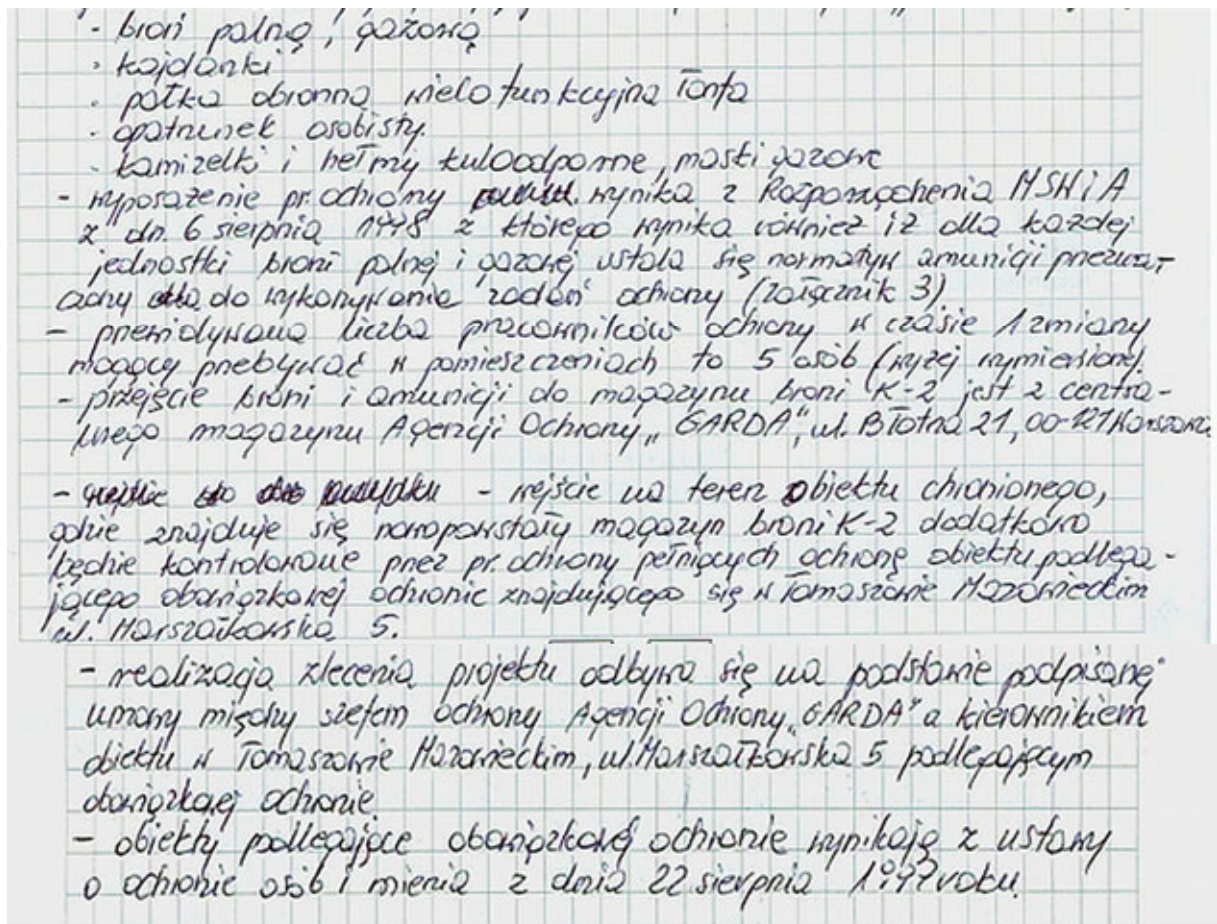 - broń palną, gazową
· kajdanki
· pałka obronna wielofunkcyjna Tonfa
· opatrunek osobisty.
· kamizelki i hełmy kuloodporne, maski gazowe
- wyposażenie pr. ochrony wynika z Rozporządzenia MSWiA
z dn. 6 sierpnia 1998 z którego wynika również iż dla każdej
jednostki broni palnej i gazowej ustala się normatyw amunicji przezna-
czony do wykonywania zadań ochrony (załącznik 3)
- przewidywana liczba pracowników ochrony w czasie 1 zmiany
mogący przebywać w pomieszczeniach to 5 osób (wyżej wymienionej).
- przejęcie broni i amunicji do magazynu broni K-2 jest z centra-
lnego magazynu Agencji Ochrony „GARDA", ul. Błotna 21, 00-121 Warszawa
- wejście na teren obiektu chronionego,
gdzie znajduje się nowopowstały magazyn broni K-2 dodatkowo
będzie kontrolowane przez pr. ochrony pełniących ochronę obiektu podlega-
jącego obowiązkowej ochronie znajdującego się w Tomaszowie Mazowieckim
ul. Marszałkowska 5.
- realizacja zlecenia projektu odbywa się na podstawie podpisanej
umowy między szefem ochrony Agencji Ochrony „GARDA" a kierownikiem
obiektu w Tomaszowie Mazowieckim, ul. Marszałkowska 5 podlegającym
obowiązkowej ochronie.
- obiekty podlegające obowiązkowej ochronie wynikają z ustawy
o ochronie osób i mienia z dnia 22 sierpnia 1997 roku.